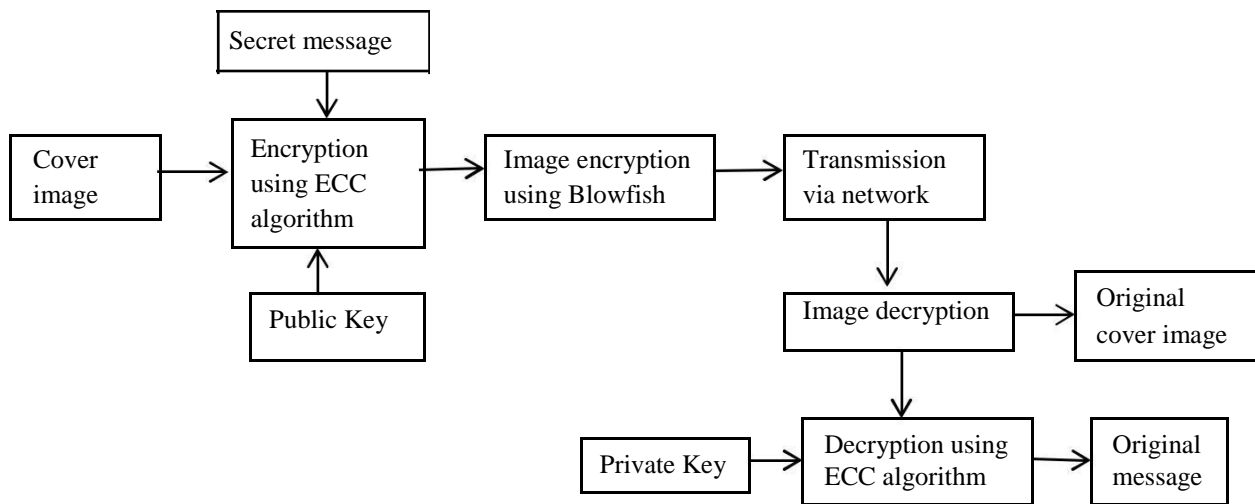 Secret message
Cover
image
Encryption
using ECC
algorithm
Image encryption
using Blowfish
Transmission
via network
Public Key
Image decryption
Original
cover image
Private Key
Decryption using
ECC algorithm
Original
message